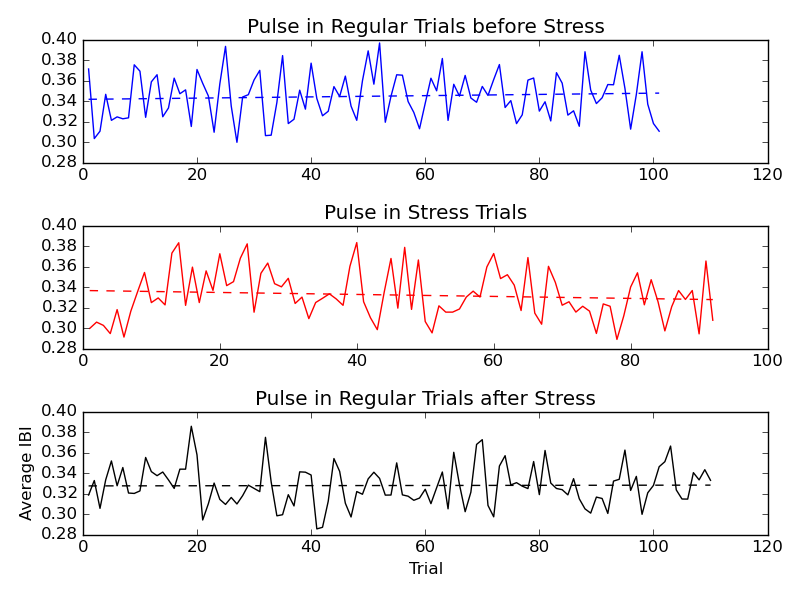 Pulse in Regular Trials before Stress
0.40
0.38
0.36
0.34
0.32
0.30
0.28
0 20 40 60 80 100 120
Pulse in Stress Trials
0.40
0.38
0.36
0.34
0.32
0.30
0.28
0 20 40 60 80 100
Pulse in Regular Trials after Stress
Average IBI
0.40
0.38
0.36
0.34
0.32
0.30
0.28
0 20 40 60 80 100 120
Trial